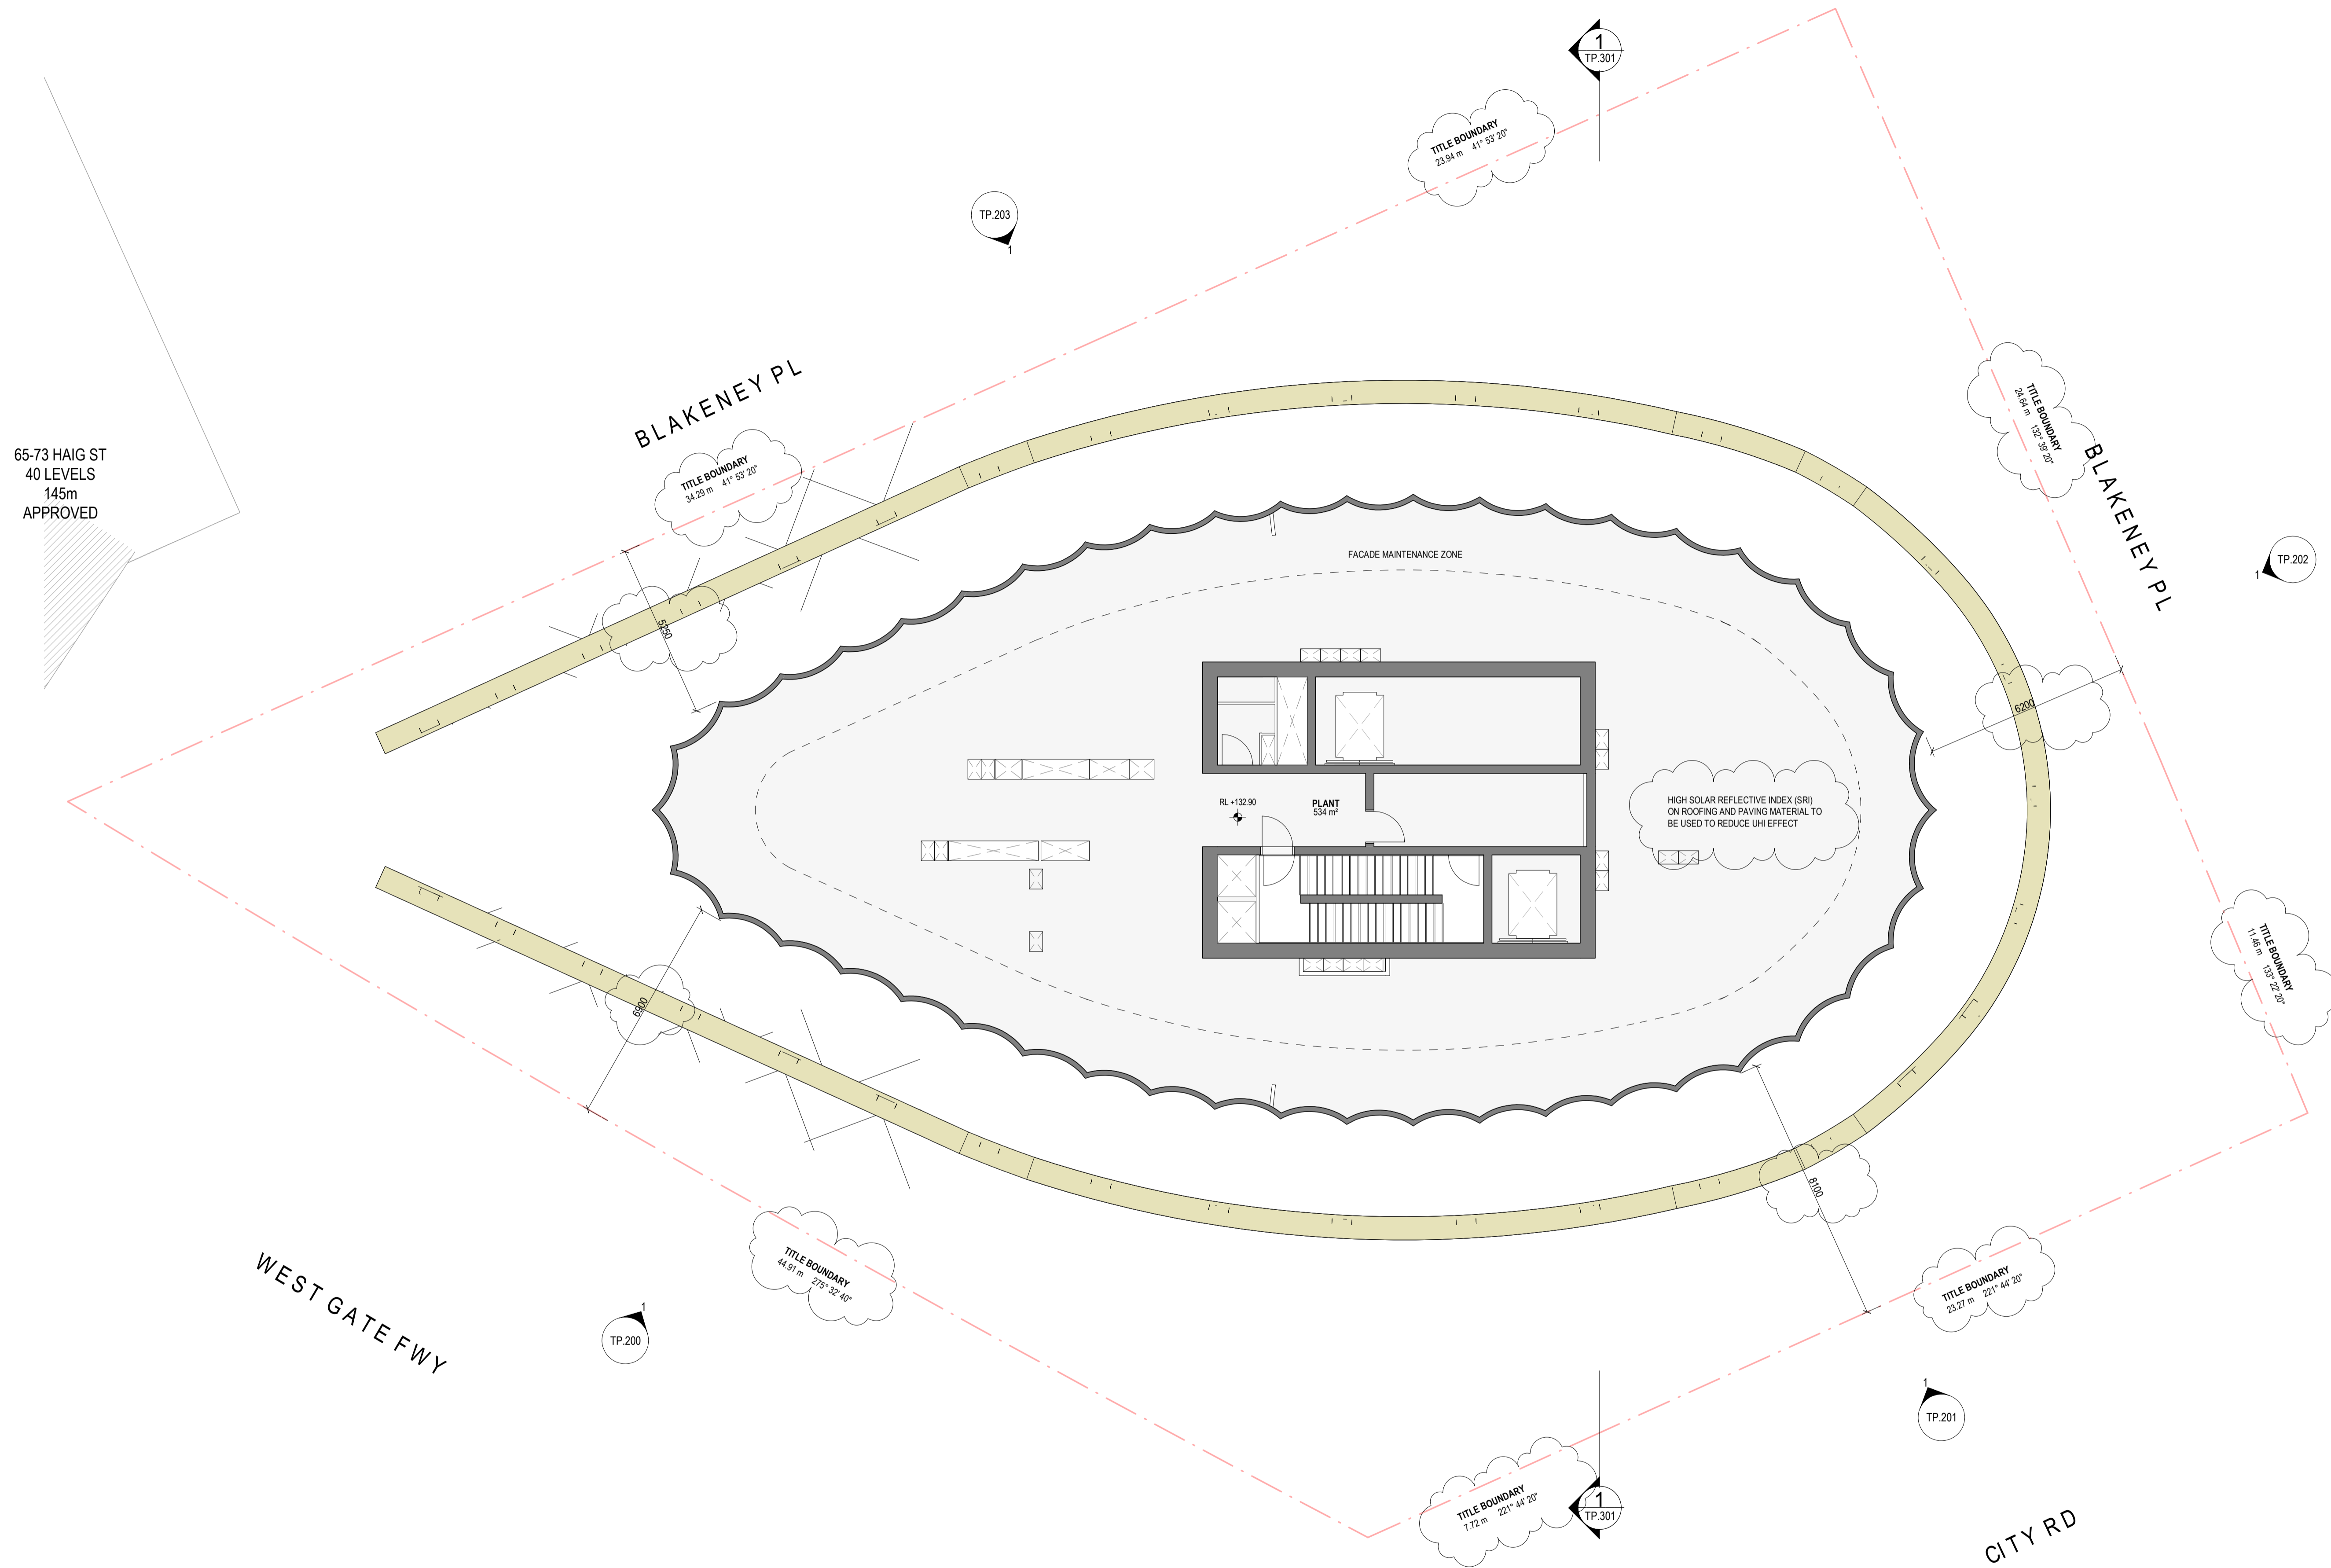 1
TP.301
TITLE BOUNDARY
23.94 m 41° 53' 20"
TP.203
1
BLAKENEY PL
TITLE BOUNDARY
34.29 m 41° 53' 20"
65-73 HAIG ST
40 LEVELS
145m
APPROVED
TITLE BOUNDARY
24.64 m 132° 39' 20"
BLAKENEY PL
TP.202
1
FACADE MAINTENANCE ZONE
5250
6200
RL +132.90
PLANT
534 m²
HIGH SOLAR REFLECTIVE INDEX (SRI)
ON ROOFING AND PAVING MATERIAL TO
BE USED TO REDUCE UHI EFFECT
TITLE BOUNDARY
11.46 m 133° 22' 20"
6900
8100
TITLE BOUNDARY
44.91 m 275° 32' 40"
WEST GATE FWY
1
TP.200
TITLE BOUNDARY
23.27 m 221° 44' 20"
1
TP.201
TITLE BOUNDARY
7.72 m 221° 44' 20"
1
TP.301
CITY RD